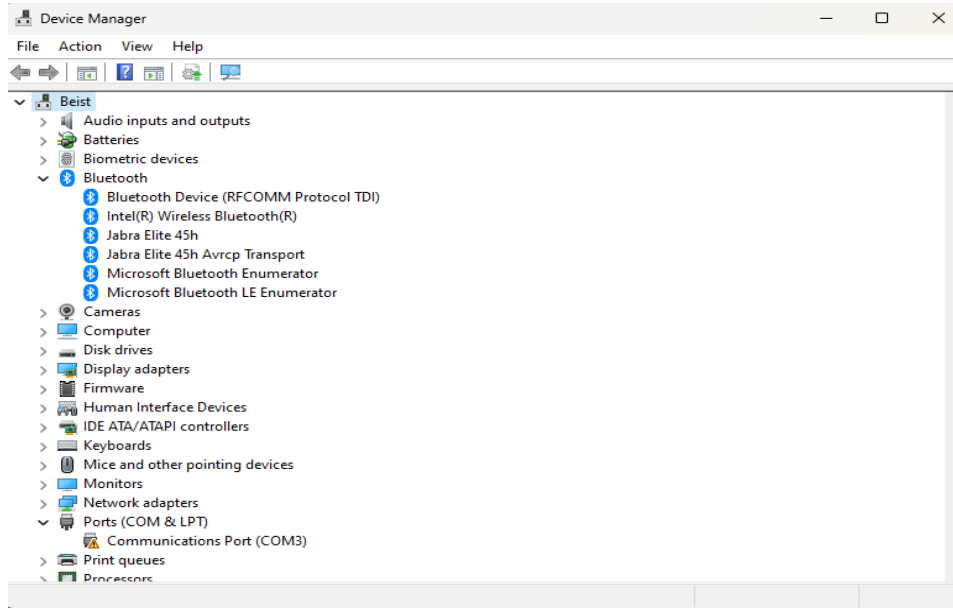 Device Manager
File Action View Help
Beist
Audio inputs and outputs
Batteries
Biometric devices
Bluetooth
Bluetooth Device (RFCOMM Protocol TDI)
Intel(R) Wireless Bluetooth(R)
Jabra Elite 45h
Jabra Elite 45h Avrcp Transport
Microsoft Bluetooth Enumerator
Microsoft Bluetooth LE Enumerator
Cameras
Computer
Disk drives
Display adapters
Firmware
Human Interface Devices
IDE ATA/ATAPI controllers
Keyboards
Mice and other pointing devices
Monitors
Network adapters
Ports (COM & LPT)
Communications Port (COM3)
Print queues
Processors